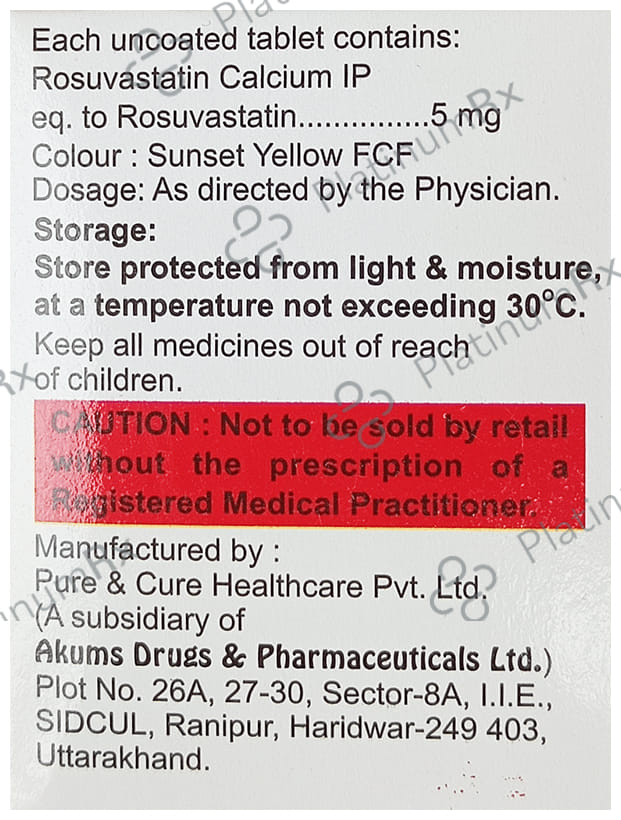 Each uncoated tablet contains:
Rosuvastatin Calcium IP
eq. to Rosuvastatin...............5 mg
Colour : Sunset Yellow FCF
Dosage: As directed by the Physician.
Storage:
Store protected from light & moisture,
at a temperature not exceeding 30°C.
Keep all medicines out of reach
of children.
CAUTION : Not to be sold by retail
without the prescription of a
Registered Medical Practitioner.
Manufactured by :
Pure & Cure Healthcare Pvt. Ltd.
(A subsidiary of
Akums Drugs & Pharmaceuticals Ltd.)
Plot No. 26A, 27-30, Sector-8A, I.I.E.,
SIDCUL, Ranipur, Haridwar-249 403,
Uttarakhand.
PlatinumRx
PlatinumRx